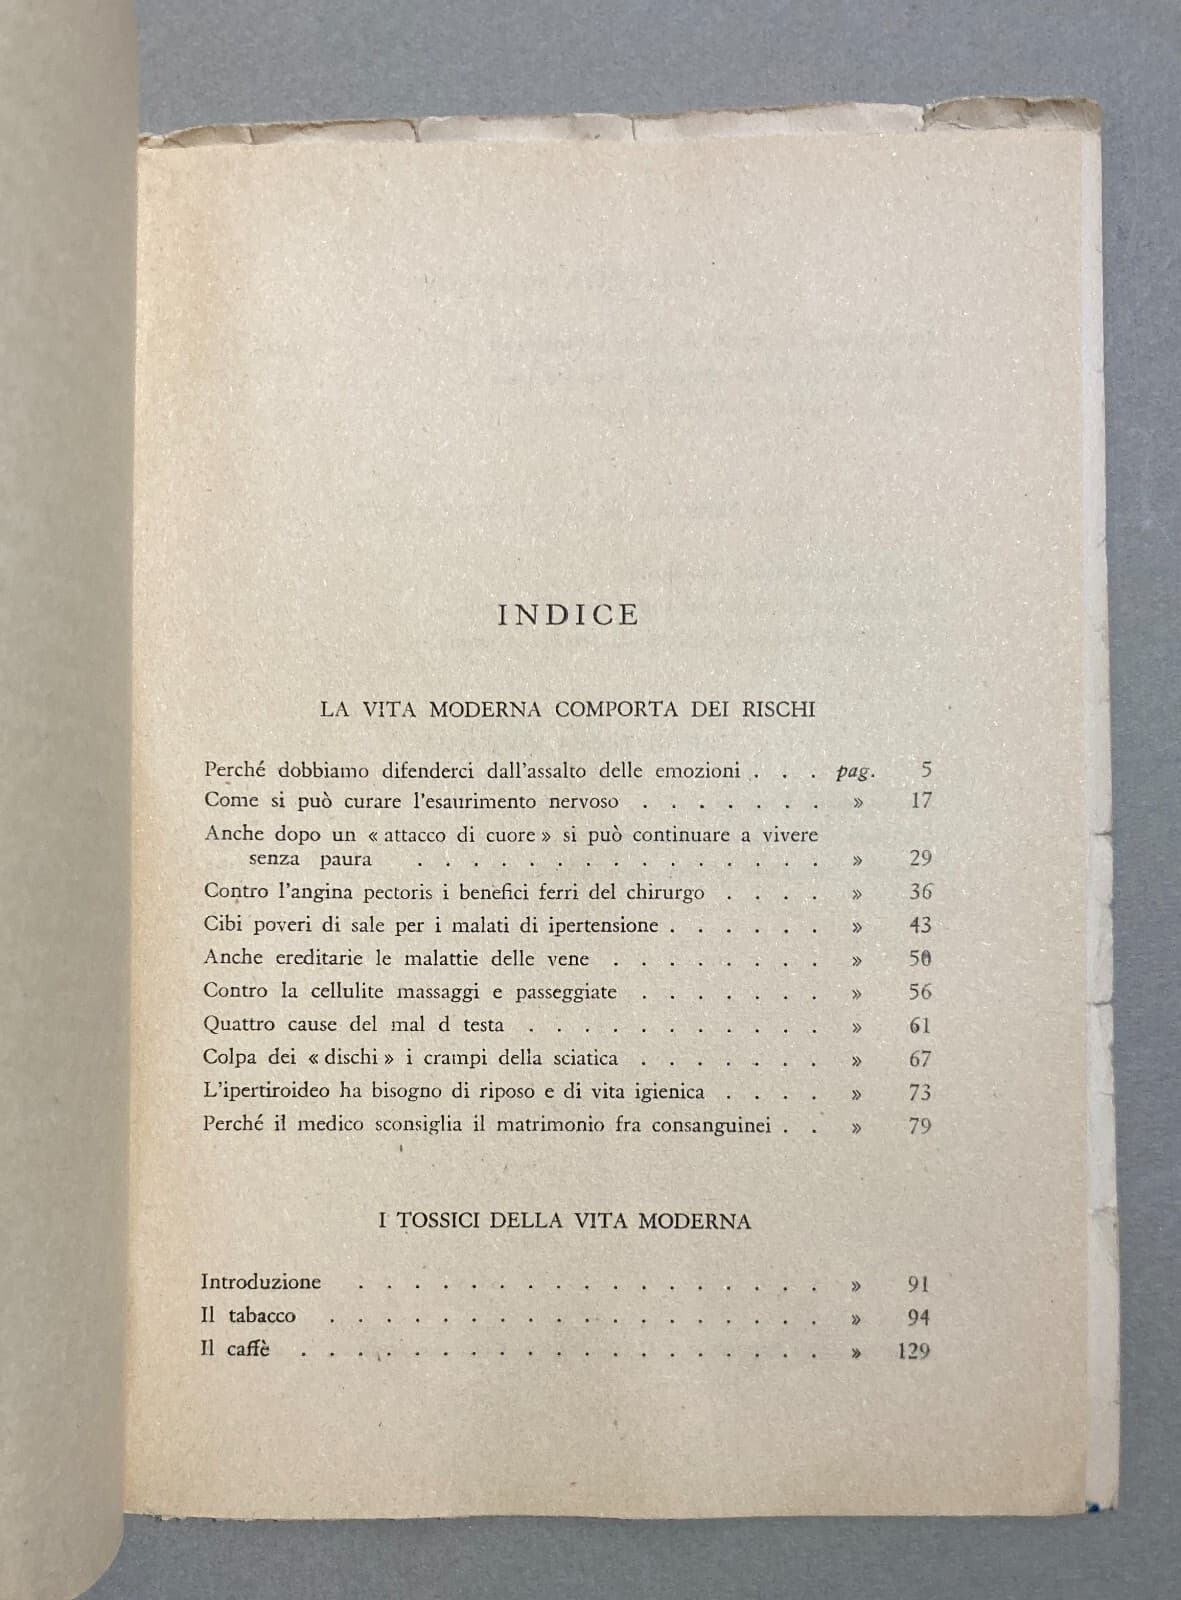 INDICE
LA VITA MODERNA COMPORTA DEI RISCHI
Perché dobbiamo difenderci dall'assalto delle emozioni . . . pag. 5
Come si può curare l'esaurimento nervoso . . . . . . . » 17
Anche dopo un « attacco di cuore » si può continuare a vivere
senza paura . . . . . . . . . . . . . . . » 29
Contro l'angina pectoris i benefici ferri del chirurgo . . . . » 36
Cibi poveri di sale per i malati di ipertensione . . . . . . » 43
Anche ereditarie le malattie delle vene . . . . . . . . » 50
Contro la cellulite massaggi e passeggiate . . . . . . . » 56
Quattro cause del mal d testa . . . . . . . . . . . » 61
Colpa dei « dischi » i crampi della sciatica . . . . . . . » 67
L'ipertiroideo ha bisogno di riposo e di vita igienica . . . . » 73
Perché il medico sconsiglia il matrimonio fra consanguinei . . » 79
I TOSSICI DELLA VITA MODERNA
Introduzione . . . . . . . . . . . . . . . . . » 91
Il tabacco . . . . . . . . . . . . . . . . . . » 94
Il caffè . . . . . . . . . . . . . . . . . . . » 129